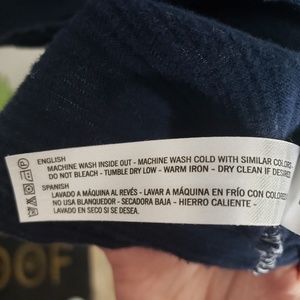 ENGLISH
MACHINE WASH INSIDE OUT - MACHINE WASH COLD WITH SIMILAR COLORS -
DO NOT BLEACH - TUMBLE DRY LOW - WARM IRON - DRY CLEAN IF DESIRED
SPANISH
LAVADO A MÁQUINA AL REVÉS - LAVAR A MÁQUINA EN FRÍO CON COLORES
NO USA BLANQUEDOR - SECADORA BAJA - HIERRO CALIENTE -
LAVADO EN SECO SI SE DESEA.
OOF